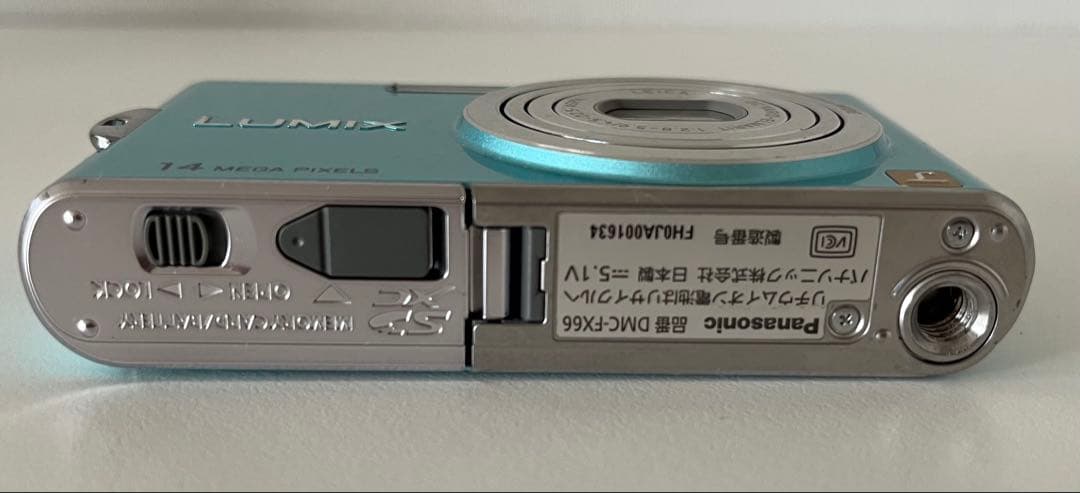 LUMIX
14 MEGA PIXELS
LEICA
OPEN ◁ ▷ LOCK
MEMORY CARD/BATTERY
SD XC
Panasonic 品番 DMC-FX66
リチウムイオン電池はリサイクルへ
パナソニック株式会社 日本製 ⎓5.1V
VCI 製造番号 FH0JA001634